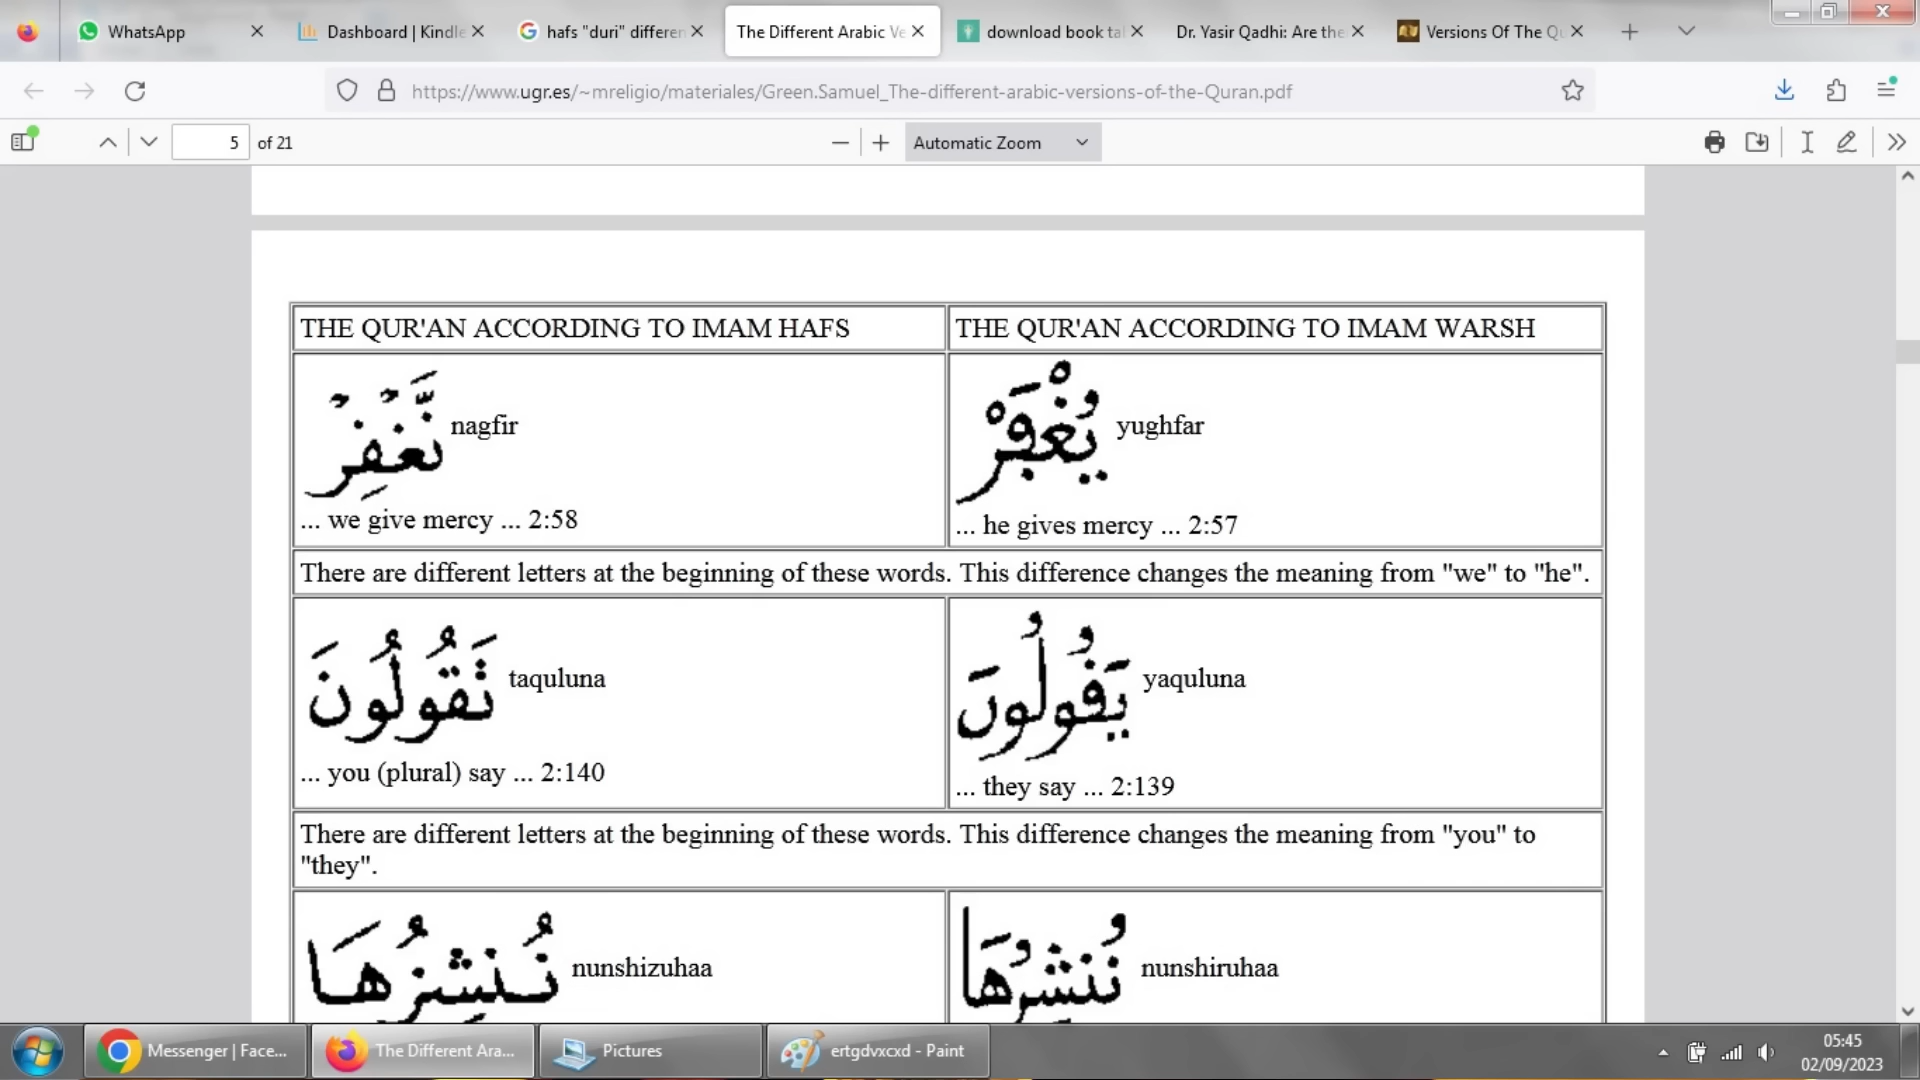 WhatsApp
Dashboard | Kindle
hafs "duri" differen
The Different Arabic Ve
download book tal
Dr. Yasir Qadhi: Are the
Versions Of The Qu
https://www.ugr.es/~mreligio/materiales/Green.Samuel_The-different-arabic-versions-of-the-Quran.pdf
5 of 21
Automatic Zoom
THE QUR'AN ACCORDING TO IMAM HAFS
THE QUR'AN ACCORDING TO IMAM WARSH
نَّغْفِرْ nagfir
... we give mercy ... 2:58
يُغْفَرْ yughfar
... he gives mercy ... 2:57
There are different letters at the beginning of these words. This difference changes the meaning from "we" to "he".
تَقُولُونَ taquluna
... you (plural) say ... 2:140
يَقُولُونَ yaquluna
... they say ... 2:139
There are different letters at the beginning of these words. This difference changes the meaning from "you" to
"they".
نُنشِزُهَا nunshizuhaa
نُنشِرُهَا nunshiruhaa
Messenger | Face...
The Different Ara...
Pictures
ertgdvxcxd - Paint
05:45
02/09/2023